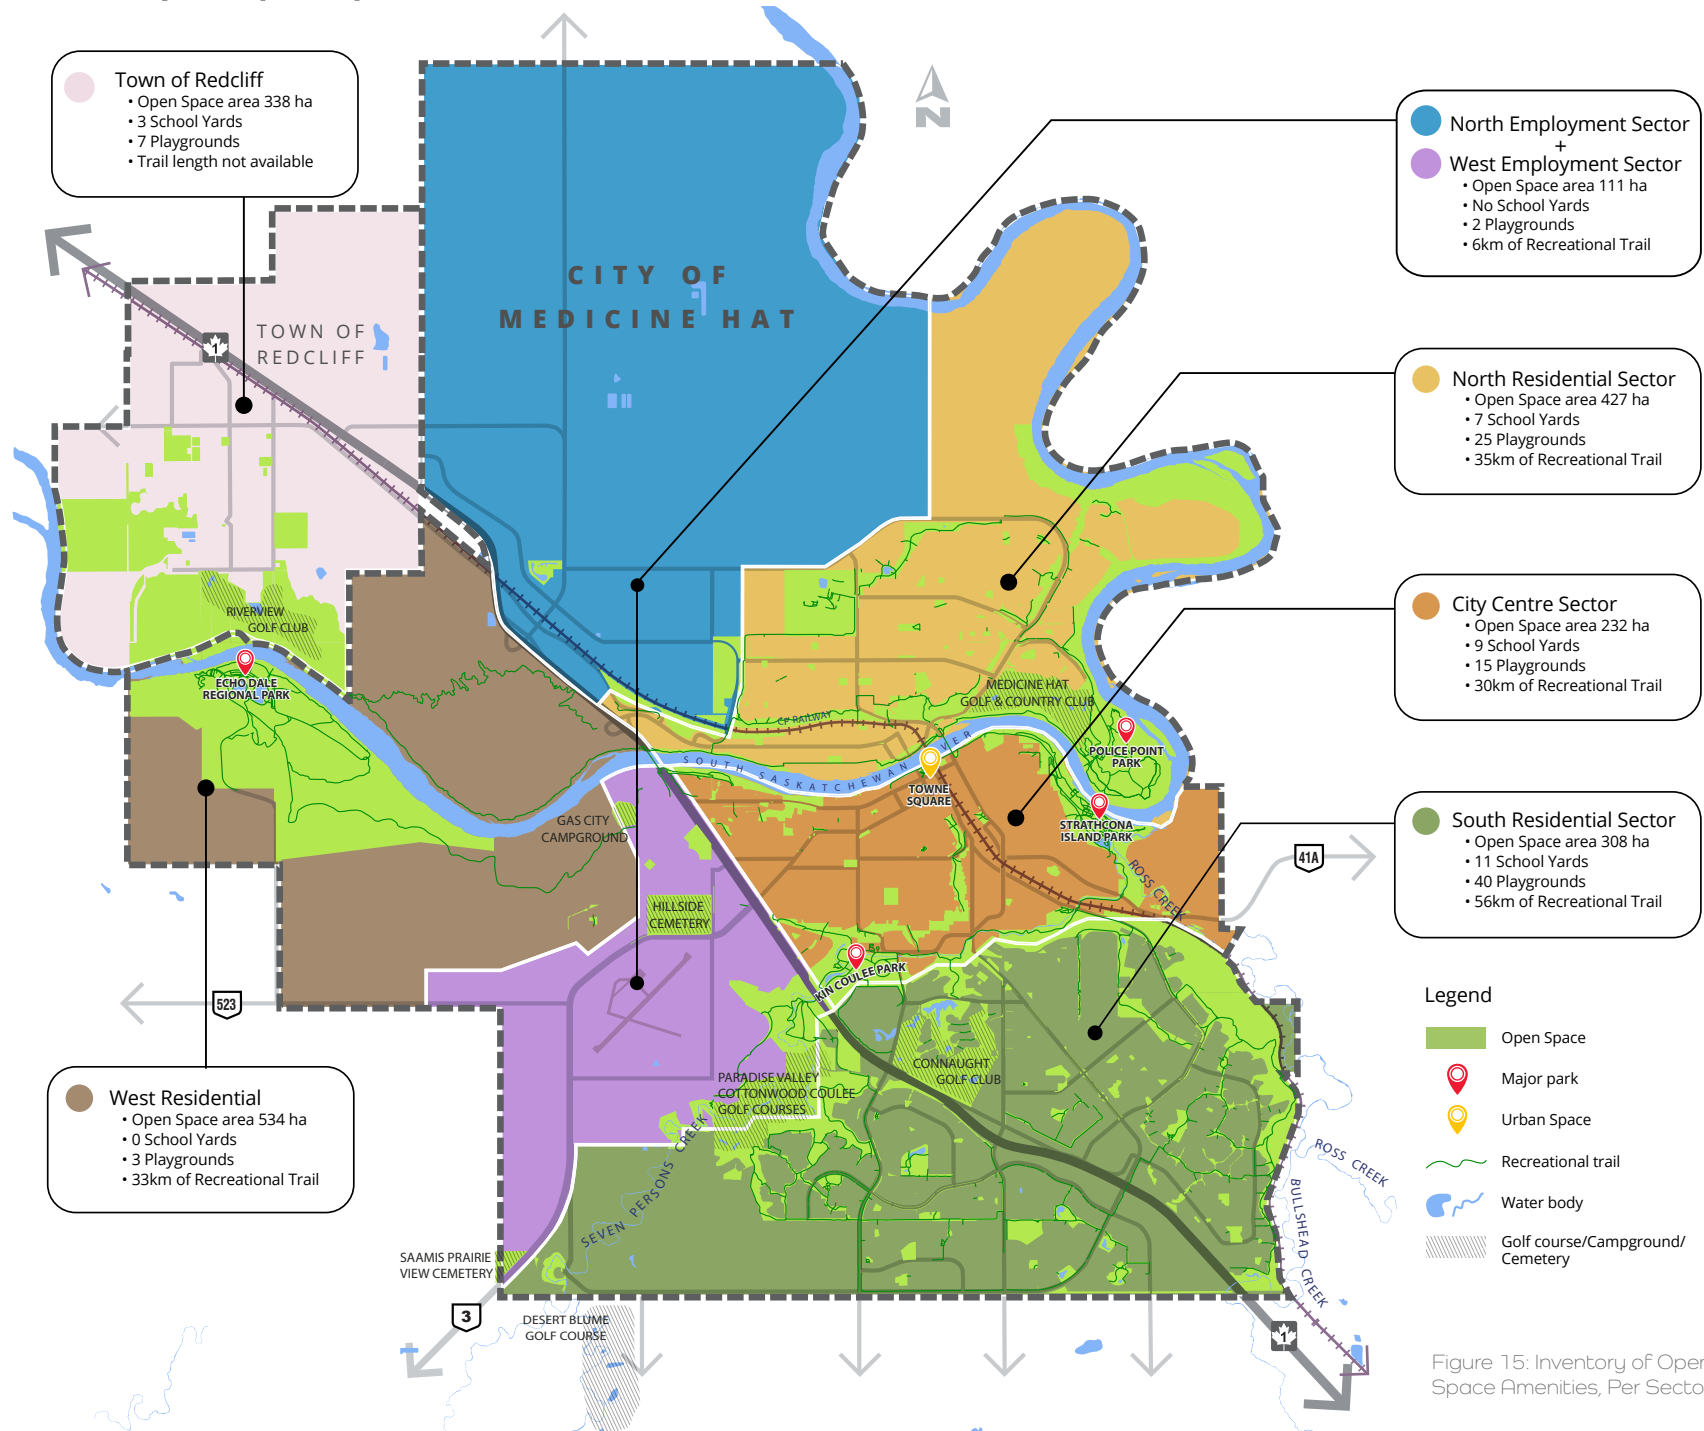 Town of Redcliff
• Open Space area 338 ha
• 3 School Yards
• 7 Playgrounds
• Trail length not available
North Employment Sector
+
West Employment Sector
• Open Space area 111 ha
• No School Yards
• 2 Playgrounds
• 6km of Recreational Trail
N
CITY OF
MEDICINE HAT
TOWN OF
REDCLIFF
1
North Residential Sector
• Open Space area 427 ha
• 7 School Yards
• 25 Playgrounds
• 35km of Recreational Trail
RIVERVIEW
GOLF CLUB
ECHO DALE
REGIONAL PARK
City Centre Sector
• Open Space area 232 ha
• 9 School Yards
• 15 Playgrounds
• 30km of Recreational Trail
MEDICINE HAT
GOLF & COUNTRY CLUB
CP RAILWAY
POLICE POINT
PARK
SOUTH SASKATCHEWAN RIVER
TOWNE
SQUARE
STRATHCONA
ISLAND PARK
GAS CITY
CAMPGROUND
ROSS CREEK
41A
South Residential Sector
• Open Space area 308 ha
• 11 School Yards
• 40 Playgrounds
• 56km of Recreational Trail
HILLSIDE
CEMETERY
KIN COULEE PARK
523
CONNAUGHT
GOLF CLUB
PARADISE VALLEY
COTTONWOOD COULEE
GOLF COURSES
West Residential
• Open Space area 534 ha
• 0 School Yards
• 3 Playgrounds
• 33km of Recreational Trail
SEVEN PERSONS CREEK
ROSS CREEK
BULLSHEAD CREEK
SAAMIS PRAIRIE
VIEW CEMETERY
3
DESERT BLUME
GOLF COURSE
1
Legend
Open Space
Major park
Urban Space
Recreational trail
Water body
Golf course/Campground/
Cemetery
Figure 15: Inventory of Open
Space Amenities, Per Secto